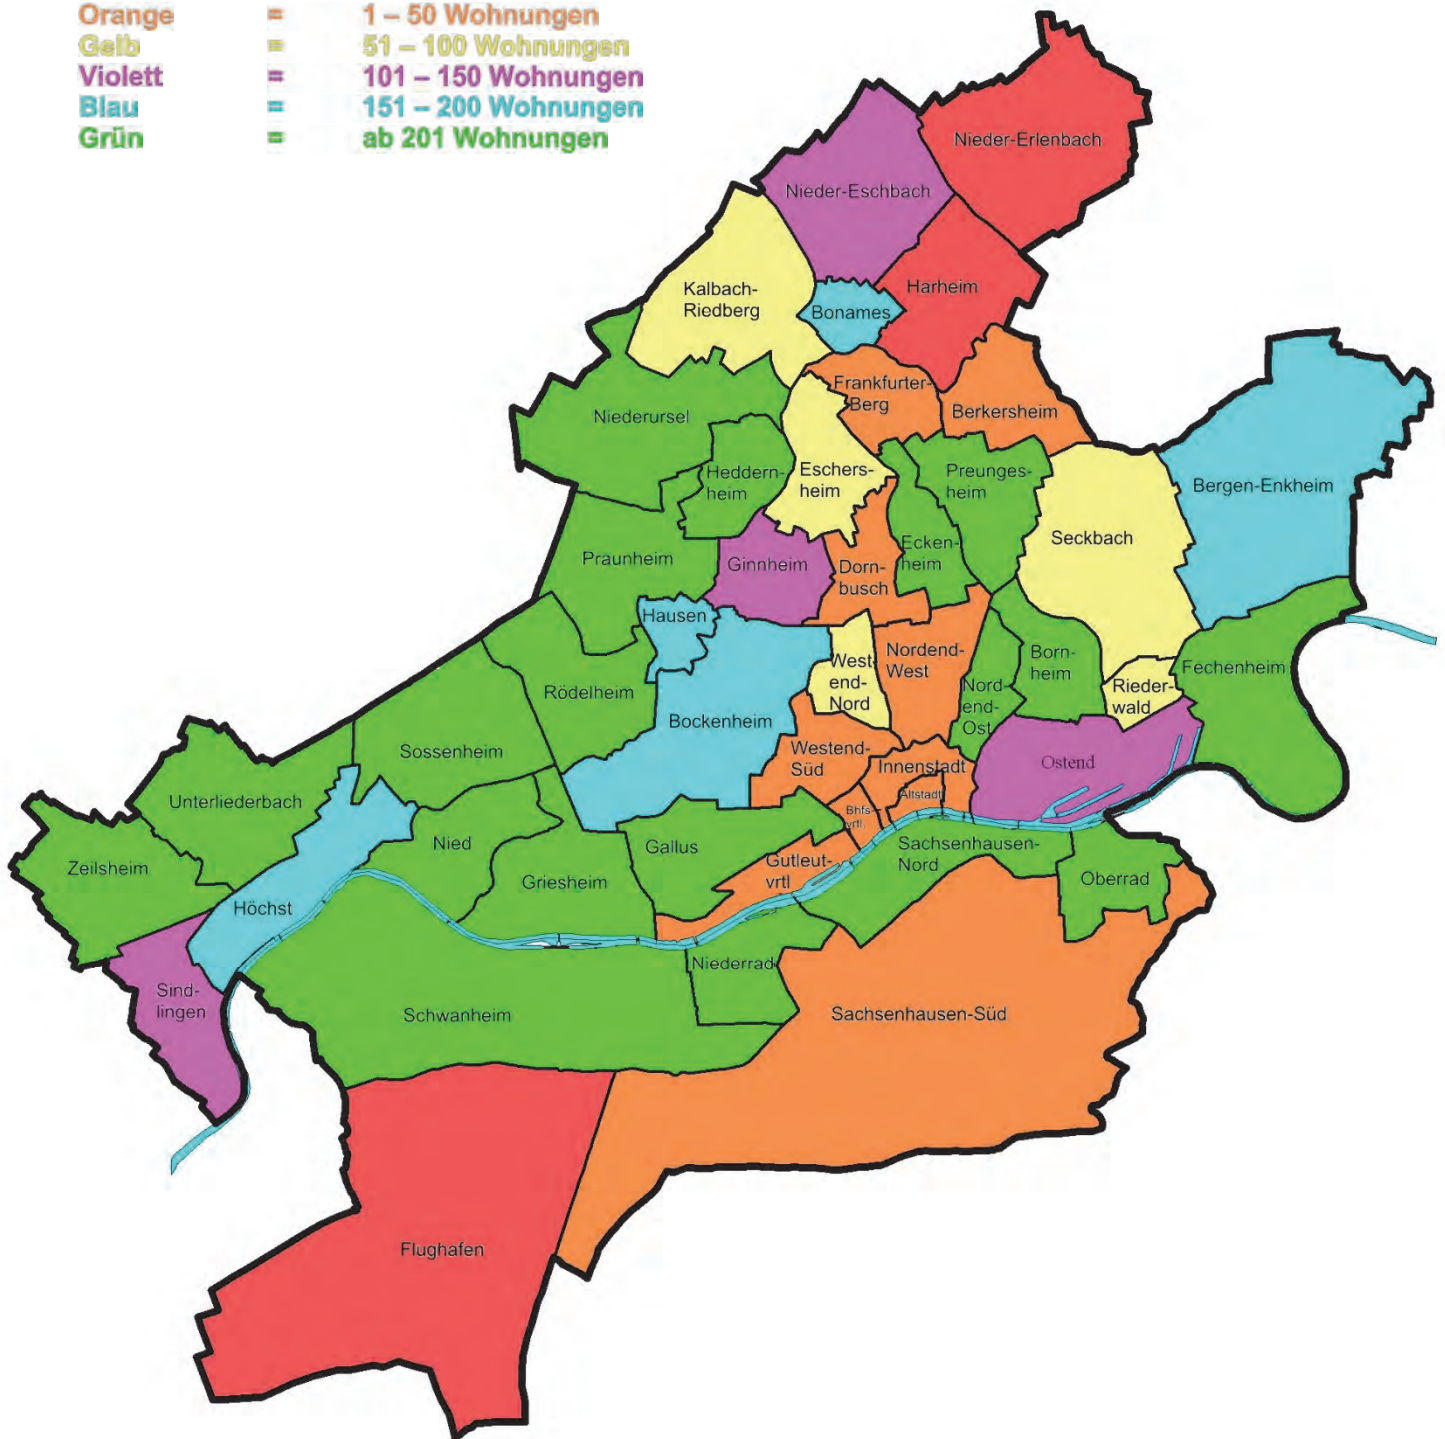 Orange = 1 – 50 Wohnungen
Gelb = 51 – 100 Wohnungen
Violett = 101 – 150 Wohnungen
Blau = 151 – 200 Wohnungen
Grün = ab 201 Wohnungen
Nieder-Erlenbach
Nieder-Eschbach
Harheim
Kalbach-
Riedberg
Bonames
Frankfurter-
Berg
Berkersheim
Niederursel
Heddern-
heim
Eschers-
heim
Preunges-
heim
Bergen-Enkheim
Seckbach
Praunheim
Ginnheim
Dorn-
busch
Ecken-
heim
Hausen
West-
end-
Nord
Nordend-
West
Born-
heim
Nord-
end-
Ost
Rieder-
wald
Fechenheim
Rödelheim
Bockenheim
Sossenheim
Westend-
Süd
Innenstadt
Ostend
Altstadt
Bhfs-
vrtl.
Unterliederbach
Zeilsheim
Nied
Griesheim
Gallus
Gutleut-
vrtl
Sachsenhausen-
Nord
Oberrad
Höchst
Sind-
lingen
Niederrad
Schwanheim
Sachsenhausen-Süd
Flughafen